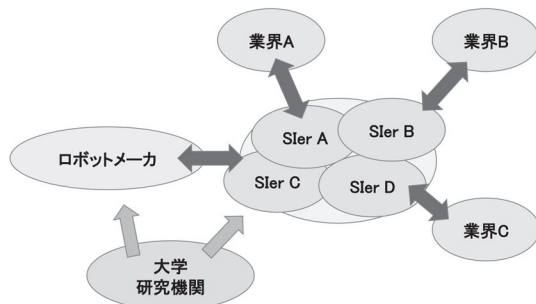 業界A
業界B
SIer A
SIer B
ロボットメーカ
SIer C
SIer D
業界C
大学
研究機関